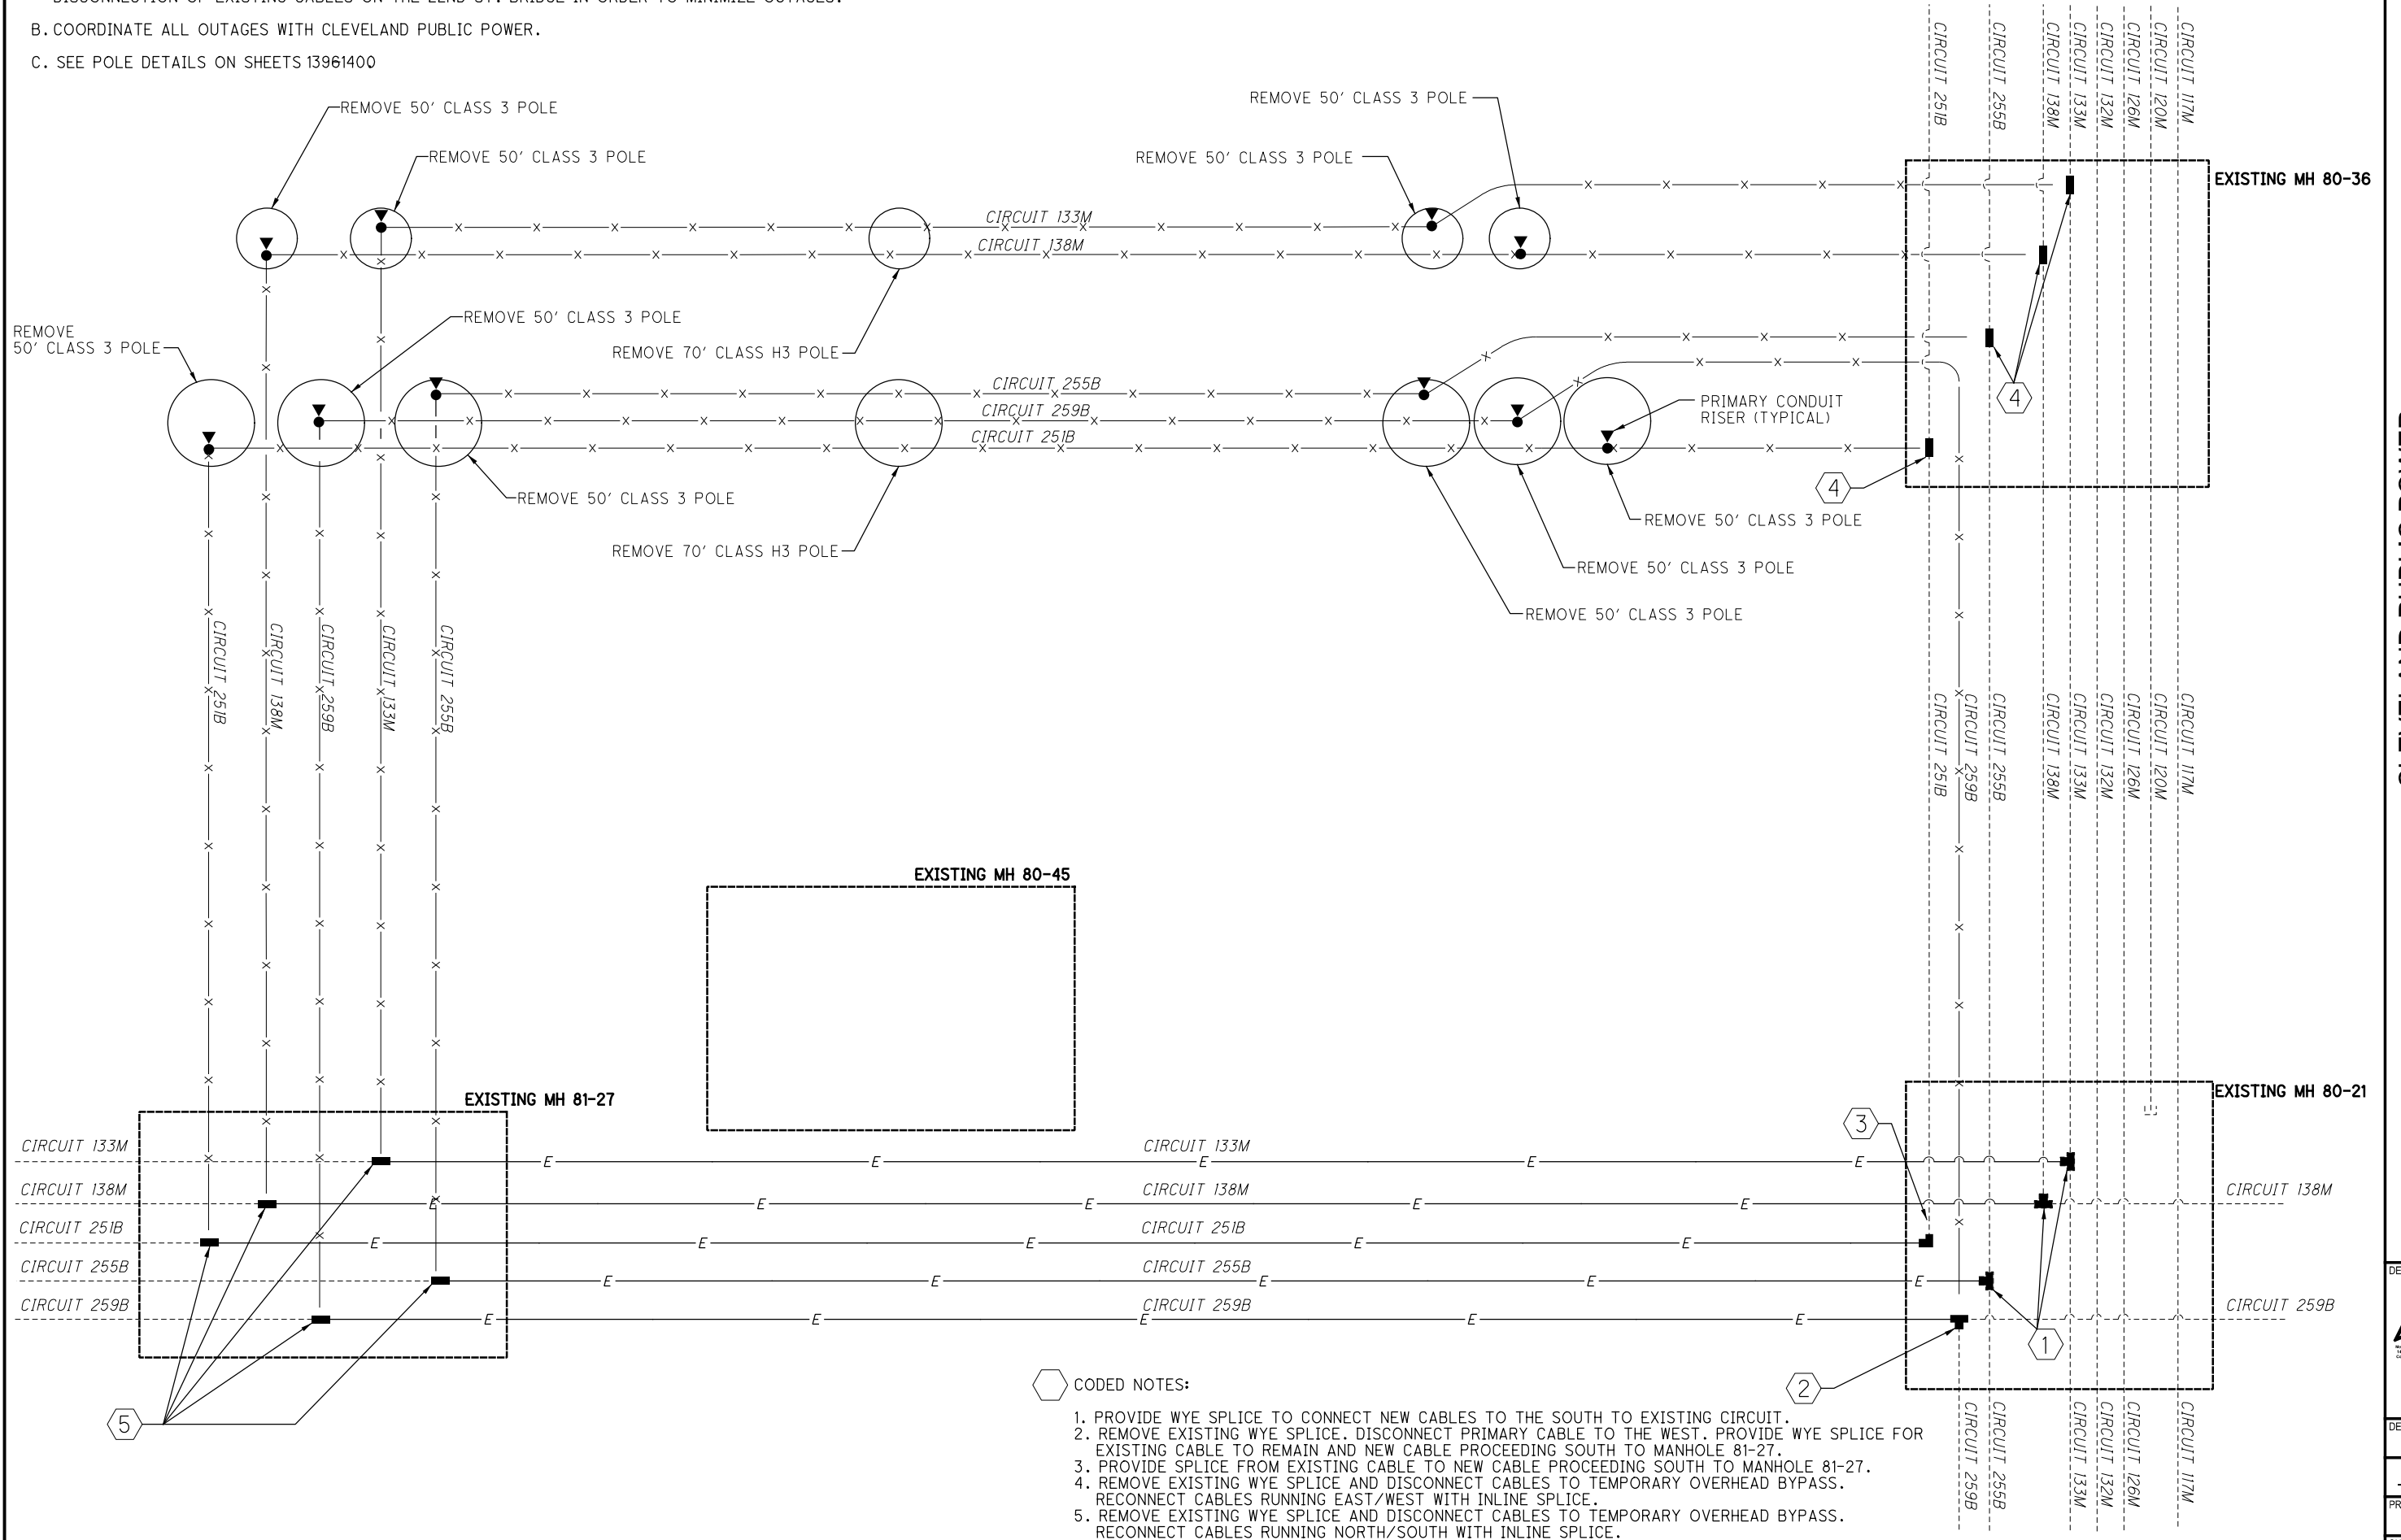 B. COORDINATE ALL OUTAGES WITH CLEVELAND PUBLIC POWER.
C. SEE POLE DETAILS ON SHEETS 13961400
CIRCUIT 251B
CIRCUIT 255B
CIRCUIT 138M
CIRCUIT 133M
CIRCUIT 132M
CIRCUIT 126M
CIRCUIT 120M
CIRCUIT 117M
REMOVE 50' CLASS 3 POLE
REMOVE 50' CLASS 3 POLE
REMOVE 50' CLASS 3 POLE
REMOVE 50' CLASS 3 POLE
EXISTING MH 80-36
CIRCUIT 133M
CIRCUIT 138M
REMOVE
50' CLASS 3 POLE
REMOVE 50' CLASS 3 POLE
REMOVE 70' CLASS H3 POLE
CIRCUIT 255B
CIRCUIT 259B
CIRCUIT 251B
PRIMARY CONDUIT
RISER (TYPICAL)
4
4
REMOVE 50' CLASS 3 POLE
REMOVE 70' CLASS H3 POLE
REMOVE 50' CLASS 3 POLE
REMOVE 50' CLASS 3 POLE
REMOVE 50' CLASS 3 POLE
CIRCUIT 251B
CIRCUIT 138M
CIRCUIT 259B
CIRCUIT 133M
CIRCUIT 255B
CIRCUIT 251B
CIRCUIT 259B
CIRCUIT 255B
CIRCUIT 138M
CIRCUIT 133M
CIRCUIT 132M
CIRCUIT 126M
CIRCUIT 120M
CIRCUIT 117M
EXISTING MH 80-45
EXISTING MH 81-27
EXISTING MH 80-21
3
CIRCUIT 133M
CIRCUIT 133M
E E E E E
CIRCUIT 138M
CIRCUIT 138M
CIRCUIT 138M
E E E E E
CIRCUIT 251B
CIRCUIT 251B
E E E E E
CIRCUIT 255B
CIRCUIT 255B
E E E E E
CIRCUIT 259B
CIRCUIT 259B
CIRCUIT 259B
E E E E E
1
2
5
CIRCUIT 259B
CIRCUIT 255B
CIRCUIT 133M
CIRCUIT 132M
CIRCUIT 126M
CIRCUIT 117M
CODED NOTES:
1. PROVIDE WYE SPLICE TO CONNECT NEW CABLES TO THE SOUTH TO EXISTING CIRCUIT.
2. REMOVE EXISTING WYE SPLICE. DISCONNECT PRIMARY CABLE TO THE WEST. PROVIDE WYE SPLICE FOR
EXISTING CABLE TO REMAIN AND NEW CABLE PROCEEDING SOUTH TO MANHOLE 81-27.
3. PROVIDE SPLICE FROM EXISTING CABLE TO NEW CABLE PROCEEDING SOUTH TO MANHOLE 81-27.
4. REMOVE EXISTING WYE SPLICE AND DISCONNECT CABLES TO TEMPORARY OVERHEAD BYPASS.
RECONNECT CABLES RUNNING EAST/WEST WITH INLINE SPLICE.
5. REMOVE EXISTING WYE SPLICE AND DISCONNECT CABLES TO TEMPORARY OVERHEAD BYPASS.
RECONNECT CABLES RUNNING NORTH/SOUTH WITH INLINE SPLICE.